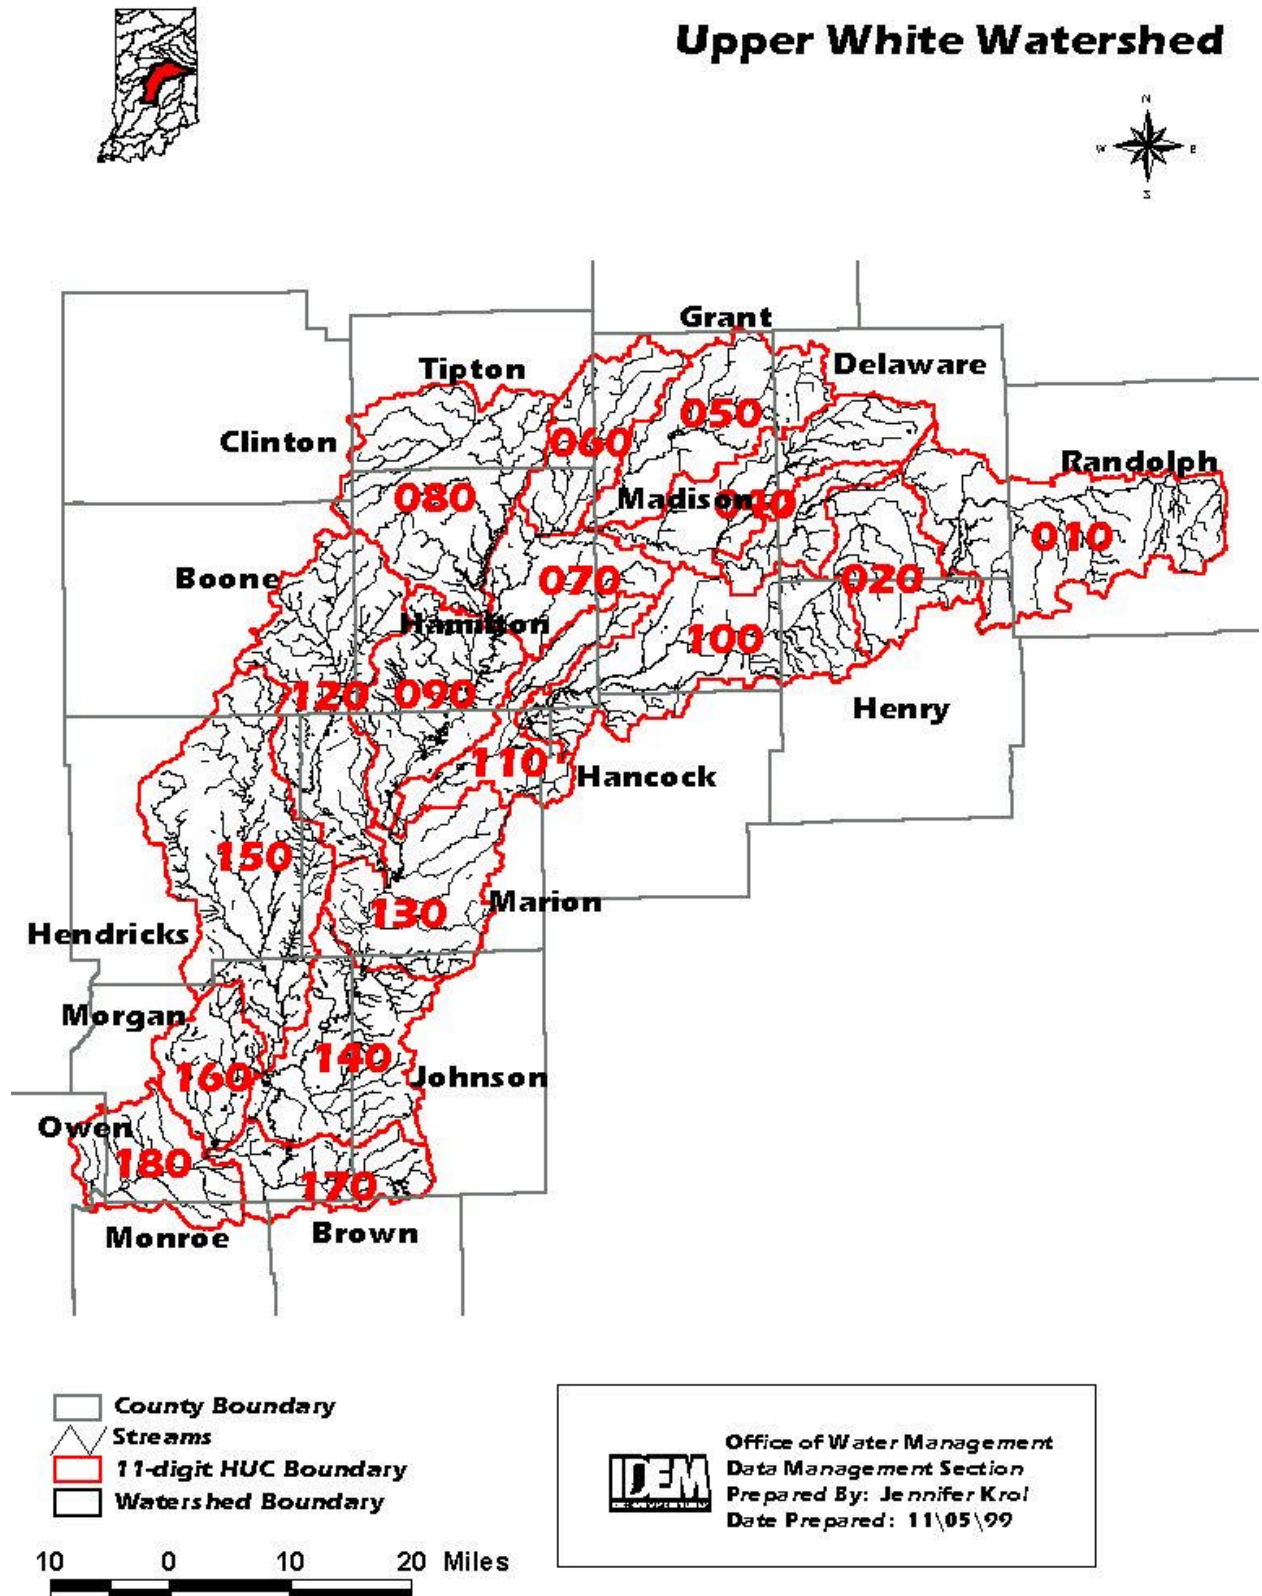 Upper White Watershed
N
W
E
S
Grant
Tipton
Delaware
Clinton
050
060
Randolph
080
Madison
040
010
Boone
070
020
Hamilton
100
120
090
Henry
110
Hancock
150
130
Marion
Hendricks
Morgan
140
160
Johnson
Owen
180
170
Monroe
Brown
County Boundary
Streams
11-digit HUC Boundary
Watershed Boundary
10 0 10 20 Miles
IDEM
Office of Water Management
Data Management Section
Prepared By: Jennifer Krol
Date Prepared: 11\05\99